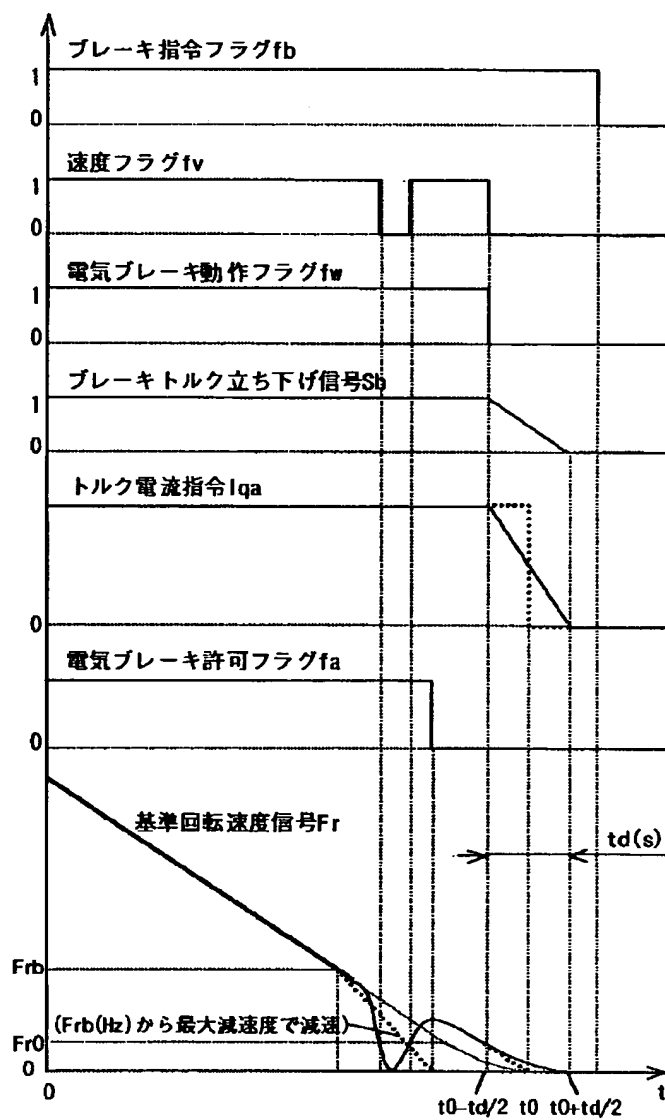 ブレーキ指令フラグfb
1
0
速度フラグfv
1
0
電気ブレーキ動作フラグfw
1
0
ブレーキトルク立ち下げ信号Sb
1
0
トルク電流指令Iqa
0
電気ブレーキ許可フラグfa
0
基準回転速度信号Fr
td(s)
Frb
(Frb(Hz)から最大減速度で減速)
Fr0
0
0
t0-td/2 t0 t0+td/2
t